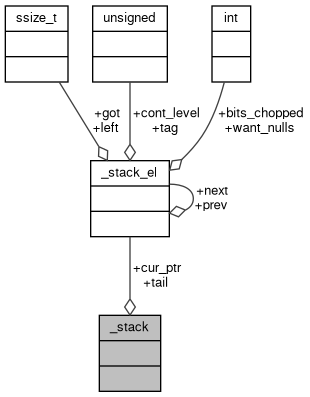 ssize_t
unsigned
int
+got
+left
+cont_level
+tag
+bits_chopped
+want_nulls
_stack_el
+next
+prev
+cur_ptr
+tail
_stack